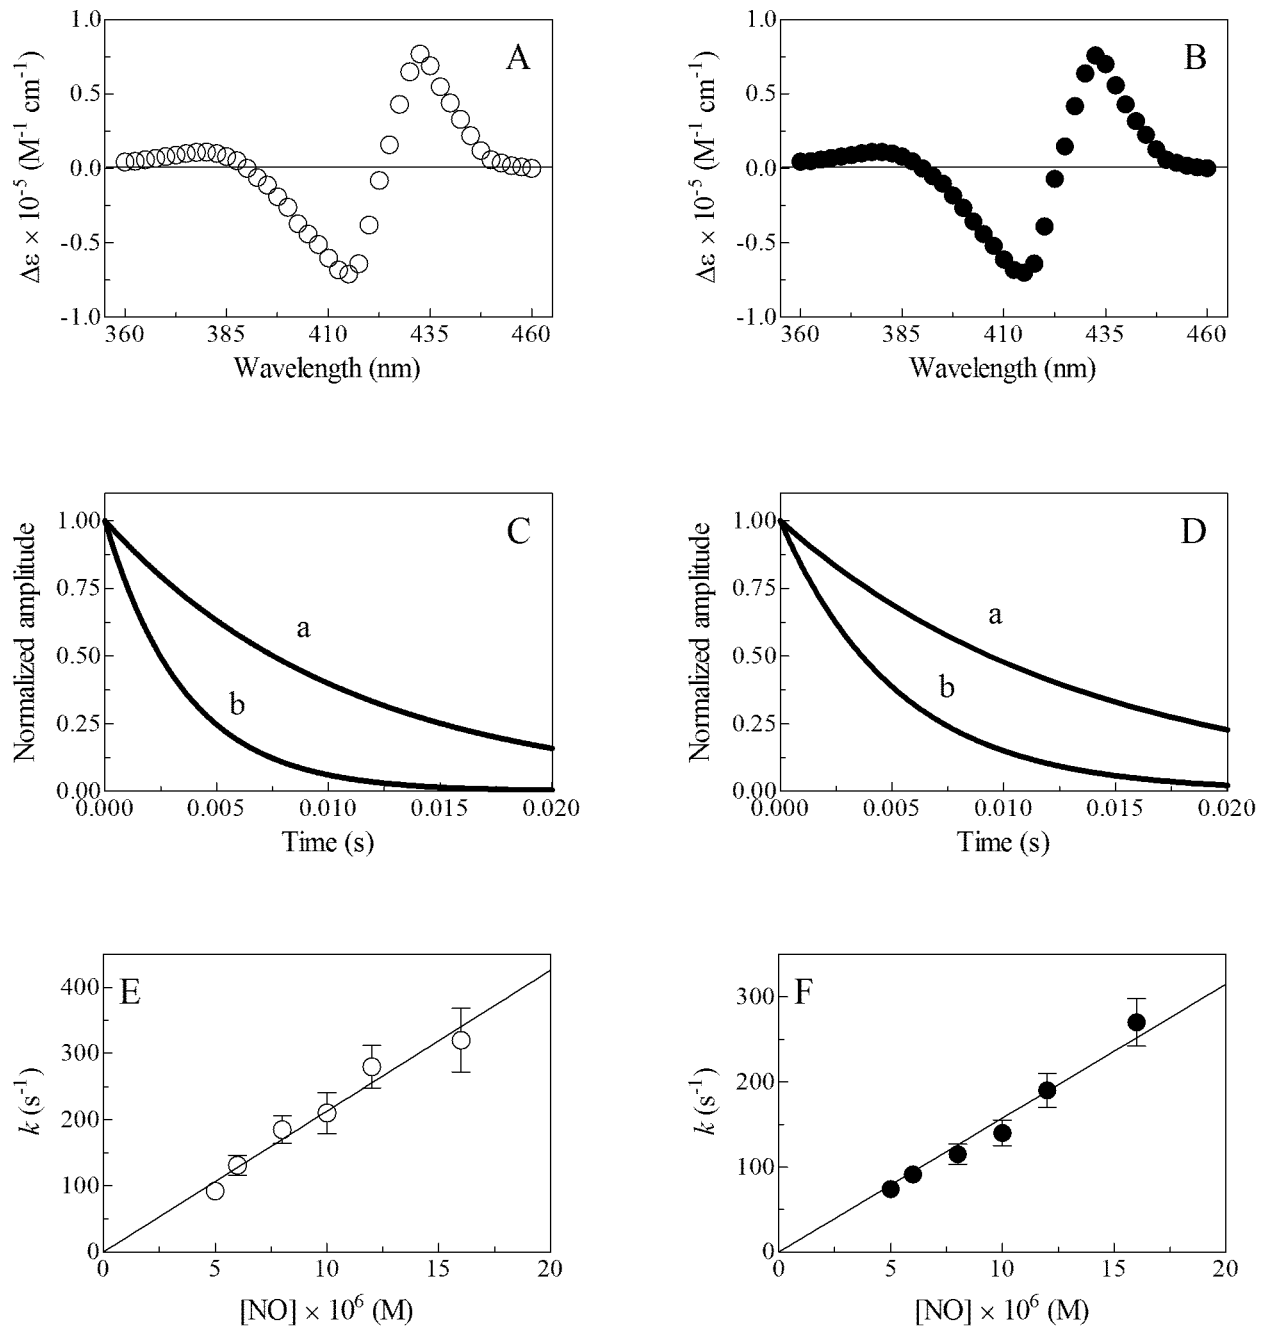 A
1.0
0.5
0.0
-0.5
-1.0
Δε × 10⁻⁵ (M⁻¹ cm⁻¹)
360 385 410 435 460
Wavelength (nm)
B
1.0
0.5
0.0
-0.5
-1.0
Δε × 10⁻⁵ (M⁻¹ cm⁻¹)
360 385 410 435 460
Wavelength (nm)
C
1.00
0.75
0.50
0.25
0.00
Normalized amplitude
a
b
0.000 0.005 0.010 0.015 0.020
Time (s)
D
1.00
0.75
0.50
0.25
0.00
Normalized amplitude
a
b
0.000 0.005 0.010 0.015 0.020
Time (s)
E
400
300
200
100
0
k (s⁻¹)
0 5 10 15 20
[NO] × 10⁶ (M)
F
300
200
100
0
k (s⁻¹)
0 5 10 15 20
[NO] × 10⁶ (M)